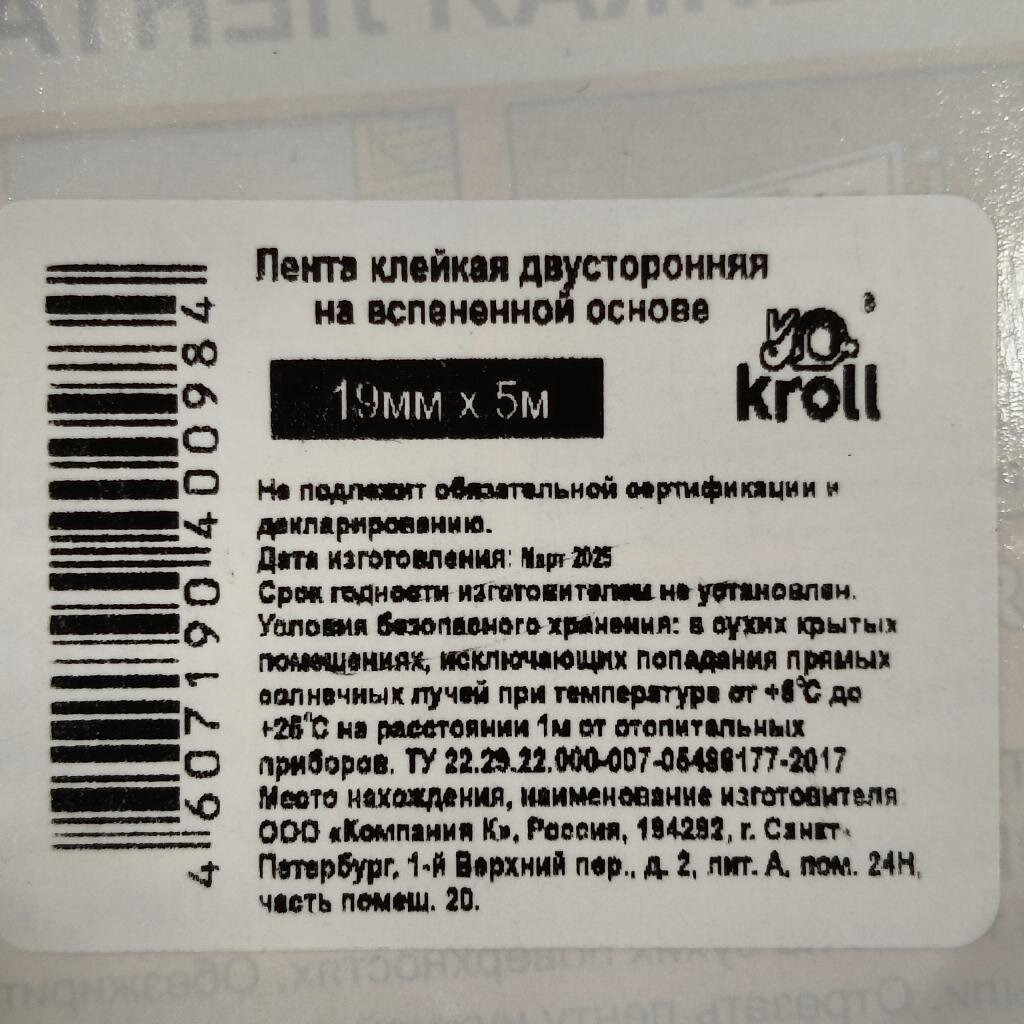 Лента клейкая двусторонняя
на вспененной основе
19мм x 5м
kroll
Не подлежит обязательной сертификации и
декларированию.
Дата изготовления: Март 2025
Срок годности изготовителем не установлен.
Условия безопасного хранения: в сухих крытых
помещениях, исключающих попадания прямых
солнечных лучей при температуре от +5°С до
+25°С на расстоянии 1м от отопительных
приборов. ТУ 22.29.22.000-007-05498177-2017
Место нахождения, наименование изготовителя
ООО «Компания К», Россия, 194292, г. Санкт-
Петербург, 1-й Верхний пер., д. 2, лит. А, пом. 24Н,
часть помещ. 20.
4 607190 400984